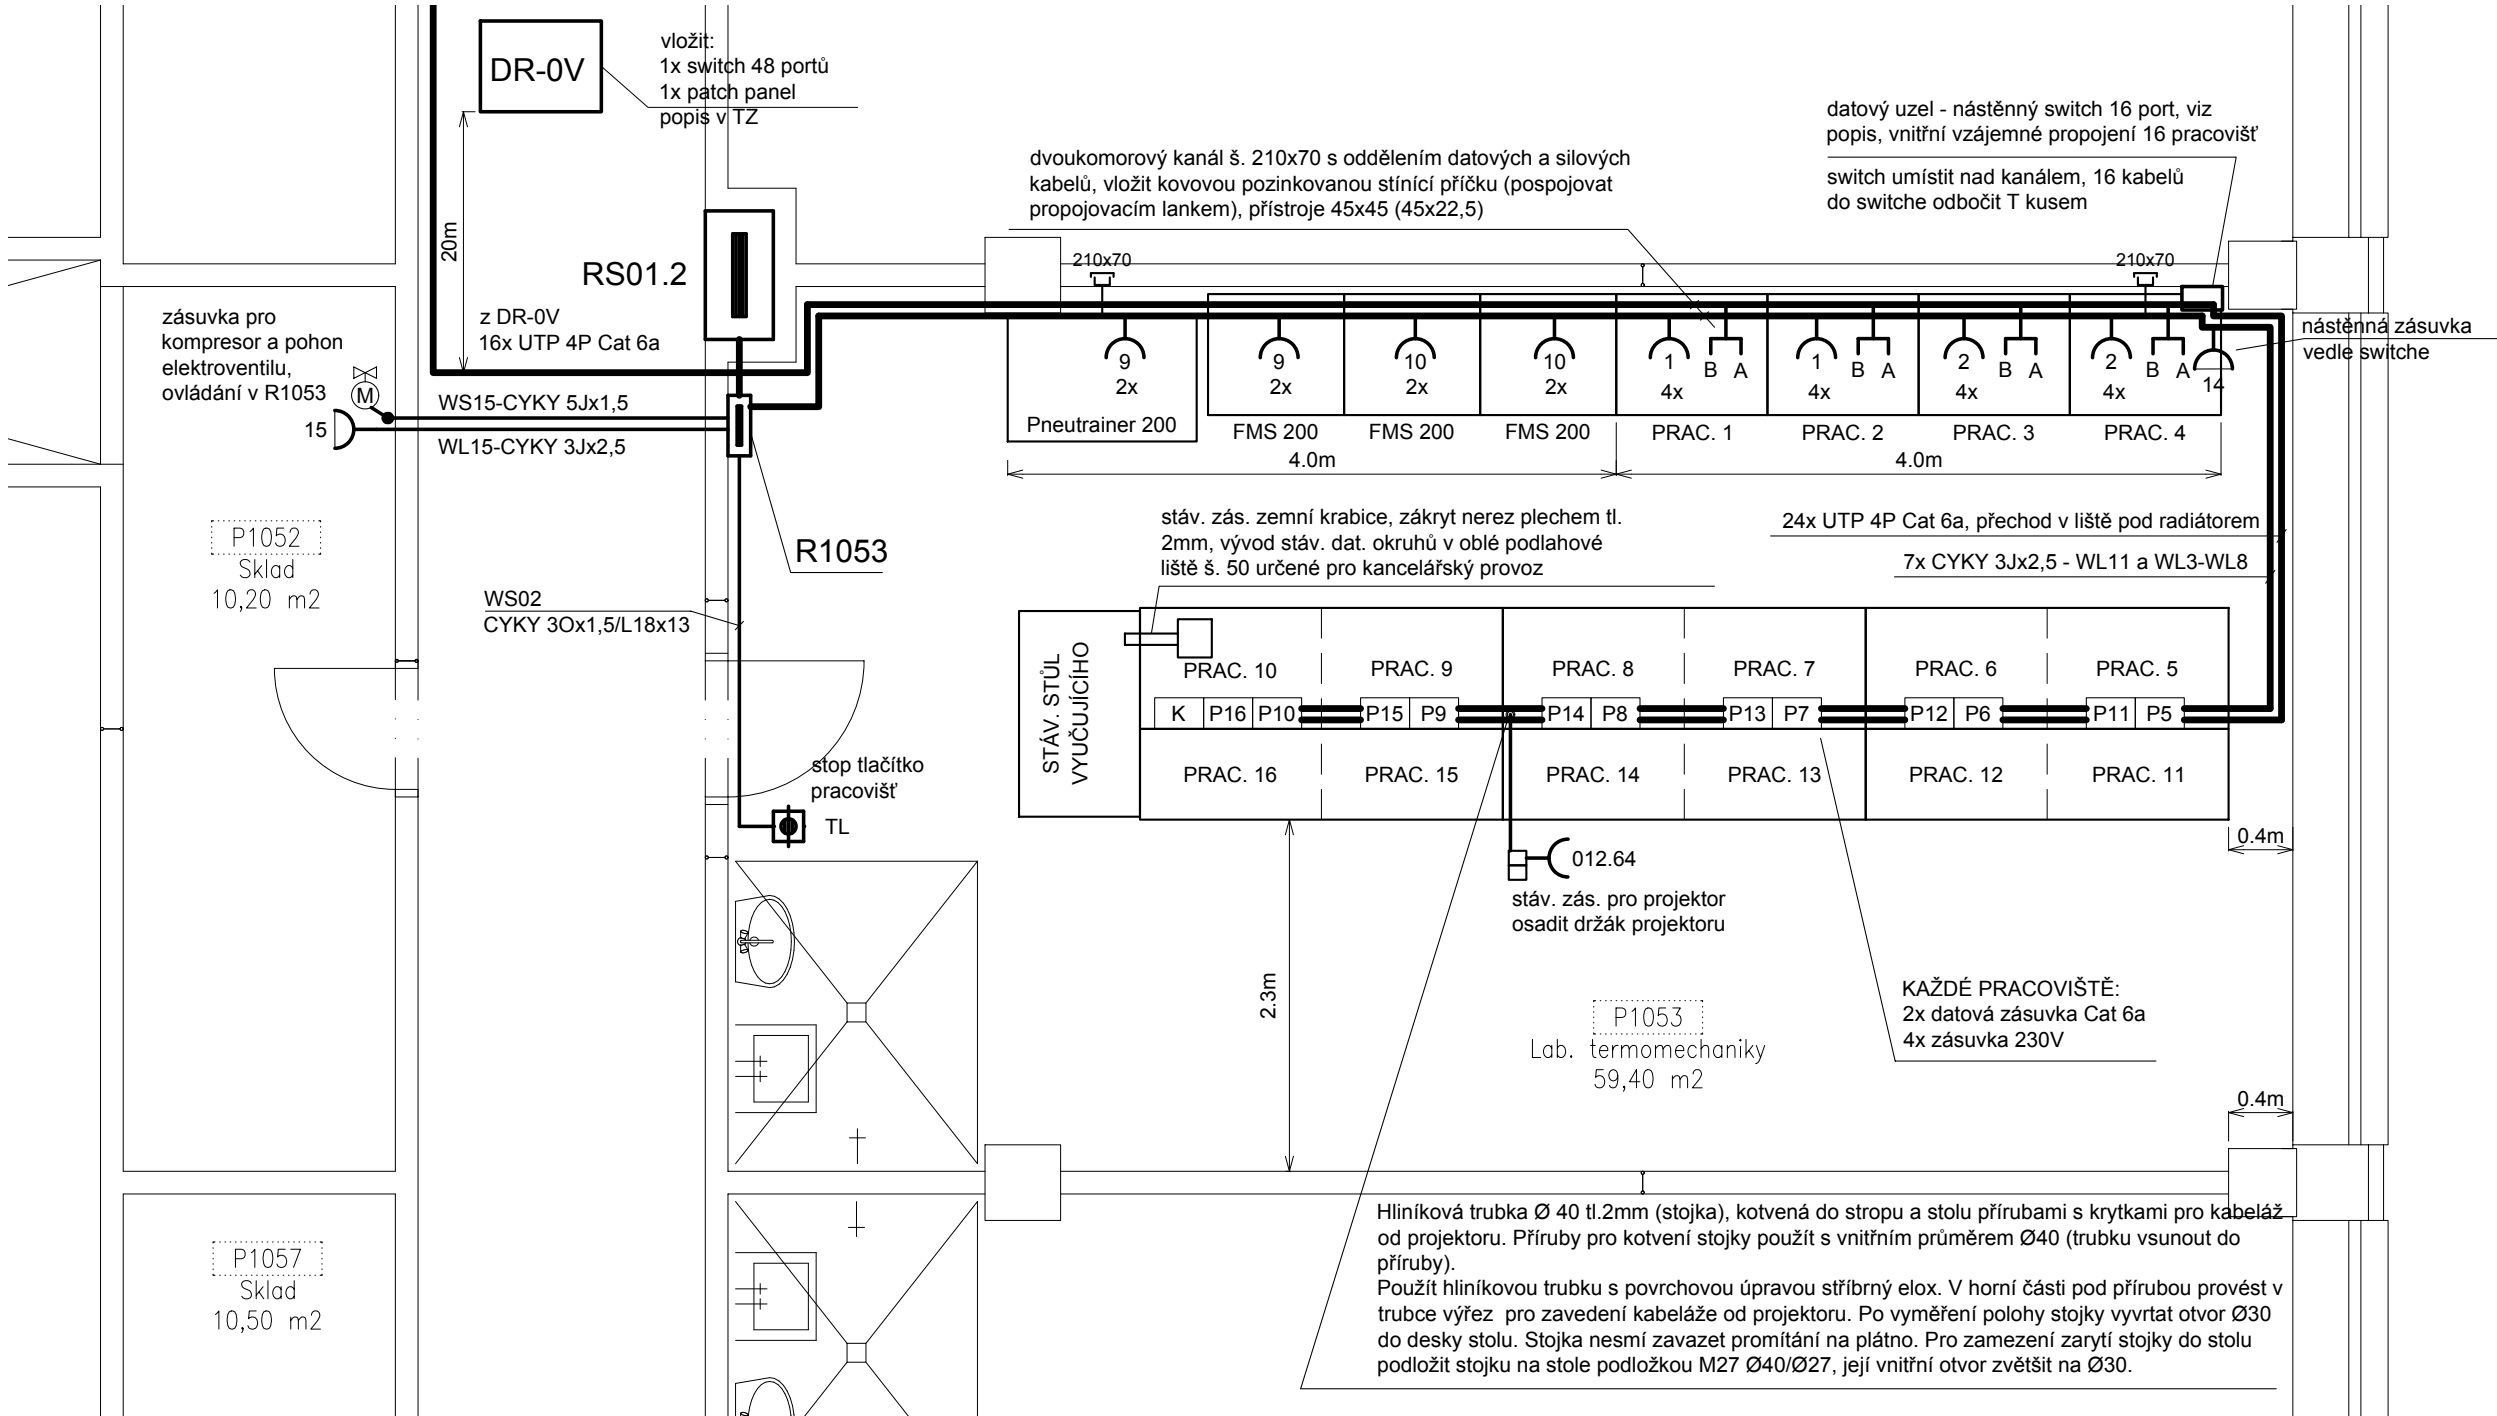 DR-0V
vložit:
1x switch 48 portů
1x patch panel
popis v TZ
20m
RS01.2
z DR-0V
16x UTP 4P Cat 6a
zásuvka pro
kompresor a pohon
elektroventilu,
ovládání v R1053
M
15
WS15-CYKY 5Jx1,5
WL15-CYKY 3Jx2,5
dvoukomorový kanál š. 210x70 s oddělením datových a silových
kabelů, vložit kovovou pozinkovanou stínící příčku (pospojovat
propojovacím lankem), přístroje 45x45 (45x22,5)
datový uzel - nástěnný switch 16 port, viz
popis, vnitřní vzájemné propojení 16 pracovišť
switch umístit nad kanálem, 16 kabelů
do switche odbočit T kusem
210x70
210x70
nástěnná zásuvka
vedle switche
9
2x
9
2x
10
2x
10
2x
1
4x
B A
1
4x
B A
2
4x
B A
2
4x
B A
14
Pneutrainer 200
FMS 200
FMS 200
FMS 200
PRAC. 1
PRAC. 2
PRAC. 3
PRAC. 4
4.0m
4.0m
P1052
Sklad
10,20 m2
R1053
WS02
CYKY 3Ox1,5/L18x13
stáv. zás. zemní krabice, zákryt nerez plechem tl.
2mm, vývod stáv. dat. okruhů v oblé podlahové
liště š. 50 určené pro kancelářský provoz
24x UTP 4P Cat 6a, přechod v liště pod radiátorem
7x CYKY 3Jx2,5 - WL11 a WL3-WL8
STÁV. STŮL
VYUČUJÍCÍHO
PRAC. 10
PRAC. 9
PRAC. 8
PRAC. 7
PRAC. 6
PRAC. 5
K P16 P10
P15 P9
P14 P8
P13 P7
P12 P6
P11 P5
PRAC. 16
PRAC. 15
PRAC. 14
PRAC. 13
PRAC. 12
PRAC. 11
stop tlačítko
pracovišť
TL
012.64
stáv. zás. pro projektor
osadit držák projektoru
0.4m
2.3m
P1053
Lab. termomechaniky
59,40 m2
KAŽDÉ PRACOVIŠTĚ:
2x datová zásuvka Cat 6a
4x zásuvka 230V
0.4m
P1057
Sklad
10,50 m2
Hliníková trubka Ø 40 tl.2mm (stojka), kotvená do stropu a stolu přírubami s krytkami pro kabeláž
od projektoru. Příruby pro kotvení stojky použít s vnitřním průměrem Ø40 (trubku vsunout do
příruby).
Použít hliníkovou trubku s povrchovou úpravou stříbrný elox. V horní části pod přírubou provést v
trubce výřez pro zavedení kabeláže od projektoru. Po vyměření polohy stojky vyvrtat otvor Ø30
do desky stolu. Stojka nesmí zavazet promítání na plátno. Pro zamezení zarytí stojky do stolu
podložit stojku na stole podložkou M27 Ø40/Ø27, její vnitřní otvor zvětšit na Ø30.